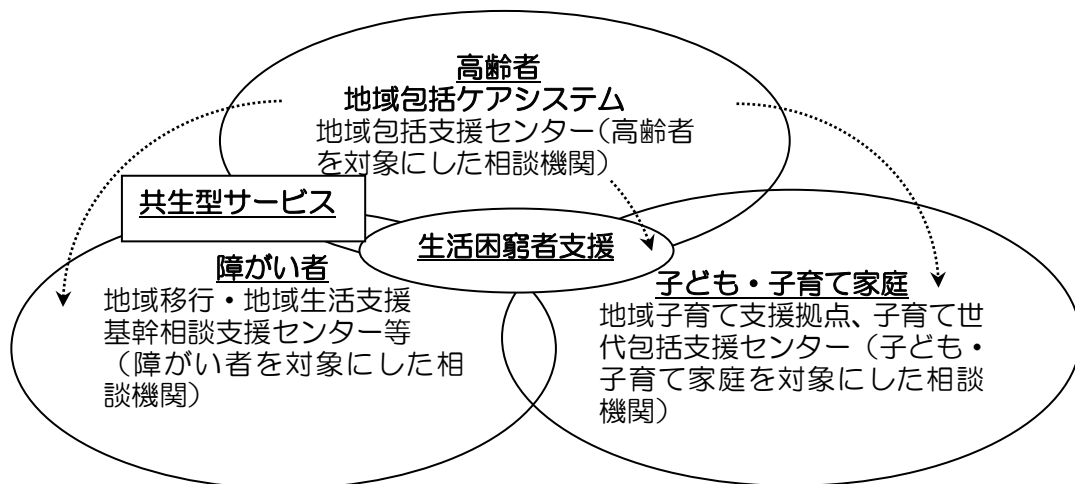 高齢者
地域包括ケアシステム
地域包括支援センター（高齢者
を対象にした相談機関）
共生型サービス
生活困窮者支援
障がい者
地域移行・地域生活支援
基幹相談支援センター等
（障がい者を対象にした相
談機関）
子ども・子育て家庭
地域子育て支援拠点、子育て世
代包括支援センター（子ども・
子育て家庭を対象にした相談
機関）